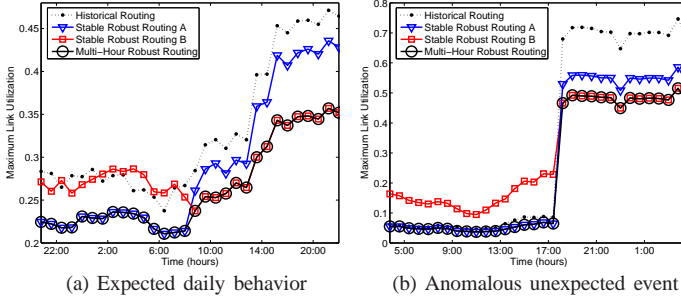 Historical Routing
Stable Robust Routing A
Stable Robust Routing B
Multi−Hour Robust Routing
Maximum Link Utilization
0.45
0.4
0.35
0.3
0.25
0.2
22:00 2:00 6:00 10:00 14:00 20:00
Time (hours)
(a) Expected daily behavior
Historical Routing
Stable Robust Routing A
Stable Robust Routing B
Multi−Hour Robust Routing
Maximum Link Utilization
0.8
0.7
0.6
0.5
0.4
0.3
0.2
0.1
0
5:00 9:00 13:00 17:00 21:00 1:00
Time (hours)
(b) Anomalous unexpected event